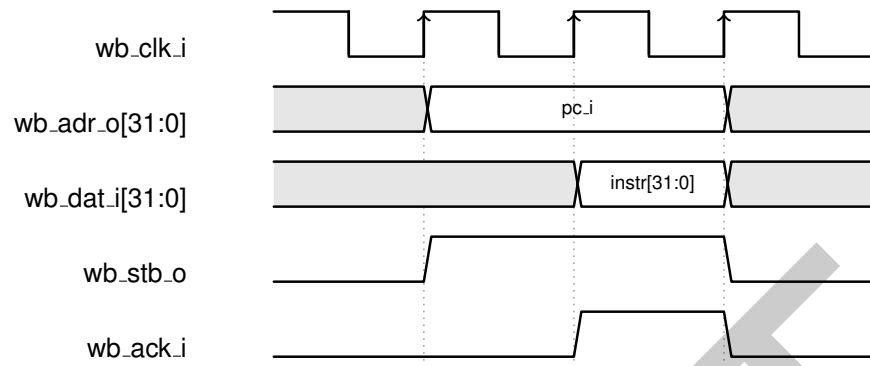 wb_clk_i
wb_adr_o[31:0]
pc_i
wb_dat_i[31:0]
instr[31:0]
wb_stb_o
wb_ack_i